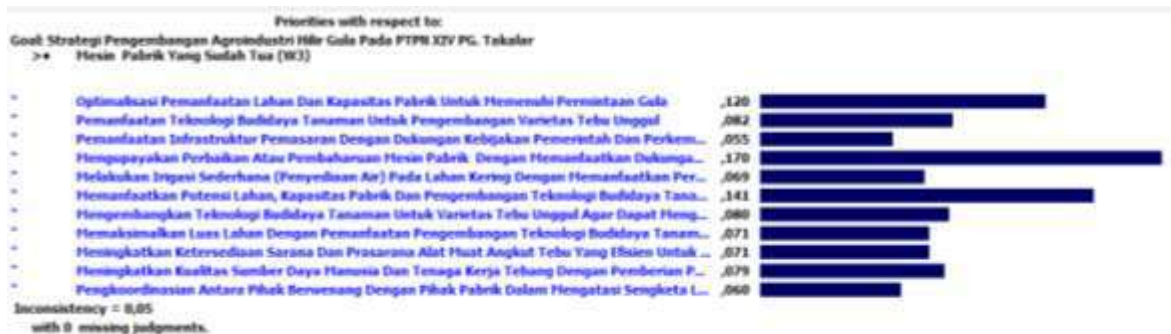 Priorities with respect to:
Goal: Strategi Pengembangan Agroindustri Hilir Gula Pada PTPN XIV PG. Takalar
>• Mesin Pabrik Yang Sudah Tua (W3)
Optimalisasi Pemanfaatan Lahan Dan Kapasitas Pabrik Untuk Memenuhi Permintaan Gula ,120
Pemanfaatan Teknologi Budidaya Tanaman Untuk Pengembangan Varietas Tebu Unggul ,082
Pemanfaatan Infrastruktur Pemasaran Dengan Dukungan Kebijakan Pemerintah Dan Perkem... ,055
Mengupayakan Perbaikan Atau Pembaharuan Mesin Pabrik Dengan Memanfaatkan Dukunga... ,170
Melakukan Irigasi Sederhana (Penyediaan Air) Pada Lahan Kering Dengan Memanfaatkan Per... ,069
Memanfaatkan Potensi Lahan, Kapasitas Pabrik Dan Pengembangan Teknologi Budidaya Tana... ,141
Mengembangkan Teknologi Budidaya Tanaman Untuk Varietas Tebu Unggul Agar Dapat Meng... ,080
Memaksimalkan Luas Lahan Dengan Pemanfaatan Pengembangan Teknologi Budidaya Tanam... ,071
Meningkatkan Ketersediaan Sarana Dan Prasarana Alat Muat Angkut Tebu Yang Efisien Untuk ... ,071
Meningkatkan Kualitas Sumber Daya Manusia Dan Tenaga Kerja Tebang Dengan Pemberian P... ,079
Pengkoordinasian Antara Pihak Berwenang Dengan Pihak Pabrik Dalam Mengatasi Sengketa L... ,060
Inconsistency = 0,05
with 0 missing judgments.